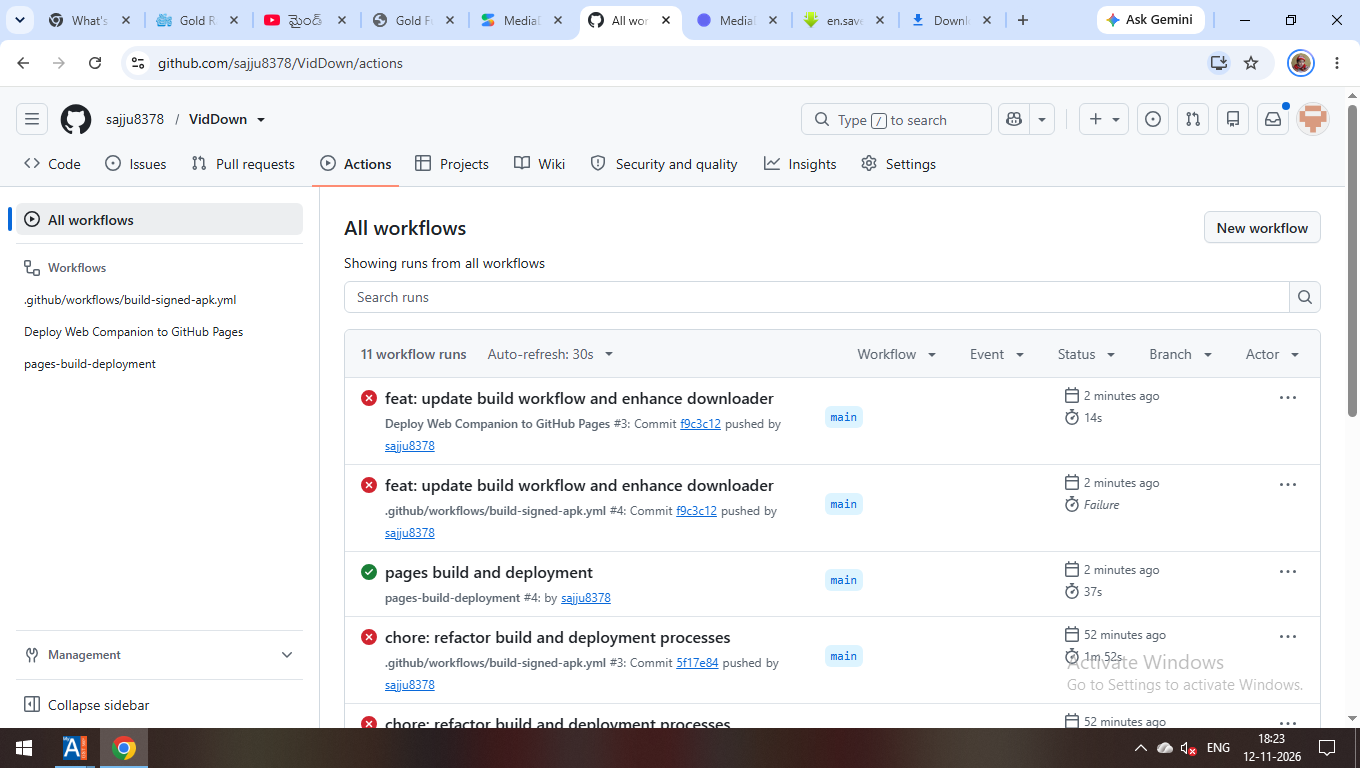 What's
Gold R
మైండ్
Gold F
Media
All wor
Media
en.save
Downl
Ask Gemini
github.com/sajju8378/VidDown/actions
sajju8378 / VidDown
Type / to search
Code
Issues
Pull requests
Actions
Projects
Wiki
Security and quality
Insights
Settings
All workflows
Workflows
.github/workflows/build-signed-apk.yml
Deploy Web Companion to GitHub Pages
pages-build-deployment
Management
Collapse sidebar
All workflows
New workflow
Showing runs from all workflows
Search runs
11 workflow runs Auto-refresh: 30s Workflow Event Status Branch Actor
feat: update build workflow and enhance downloader
Deploy Web Companion to GitHub Pages #3: Commit f9c3c12 pushed by
sajju8378
main
2 minutes ago
14s
feat: update build workflow and enhance downloader
.github/workflows/build-signed-apk.yml #4: Commit f9c3c12 pushed by
sajju8378
main
2 minutes ago
Failure
pages build and deployment
pages-build-deployment #4: by sajju8378
main
2 minutes ago
37s
chore: refactor build and deployment processes
.github/workflows/build-signed-apk.yml #3: Commit 5f17e84 pushed by
sajju8378
main
52 minutes ago
1m 52s
chore: refactor build and deployment processes
52 minutes ago
Activate Windows
Go to Settings to activate Windows.
ENG
18:23
12-11-2026